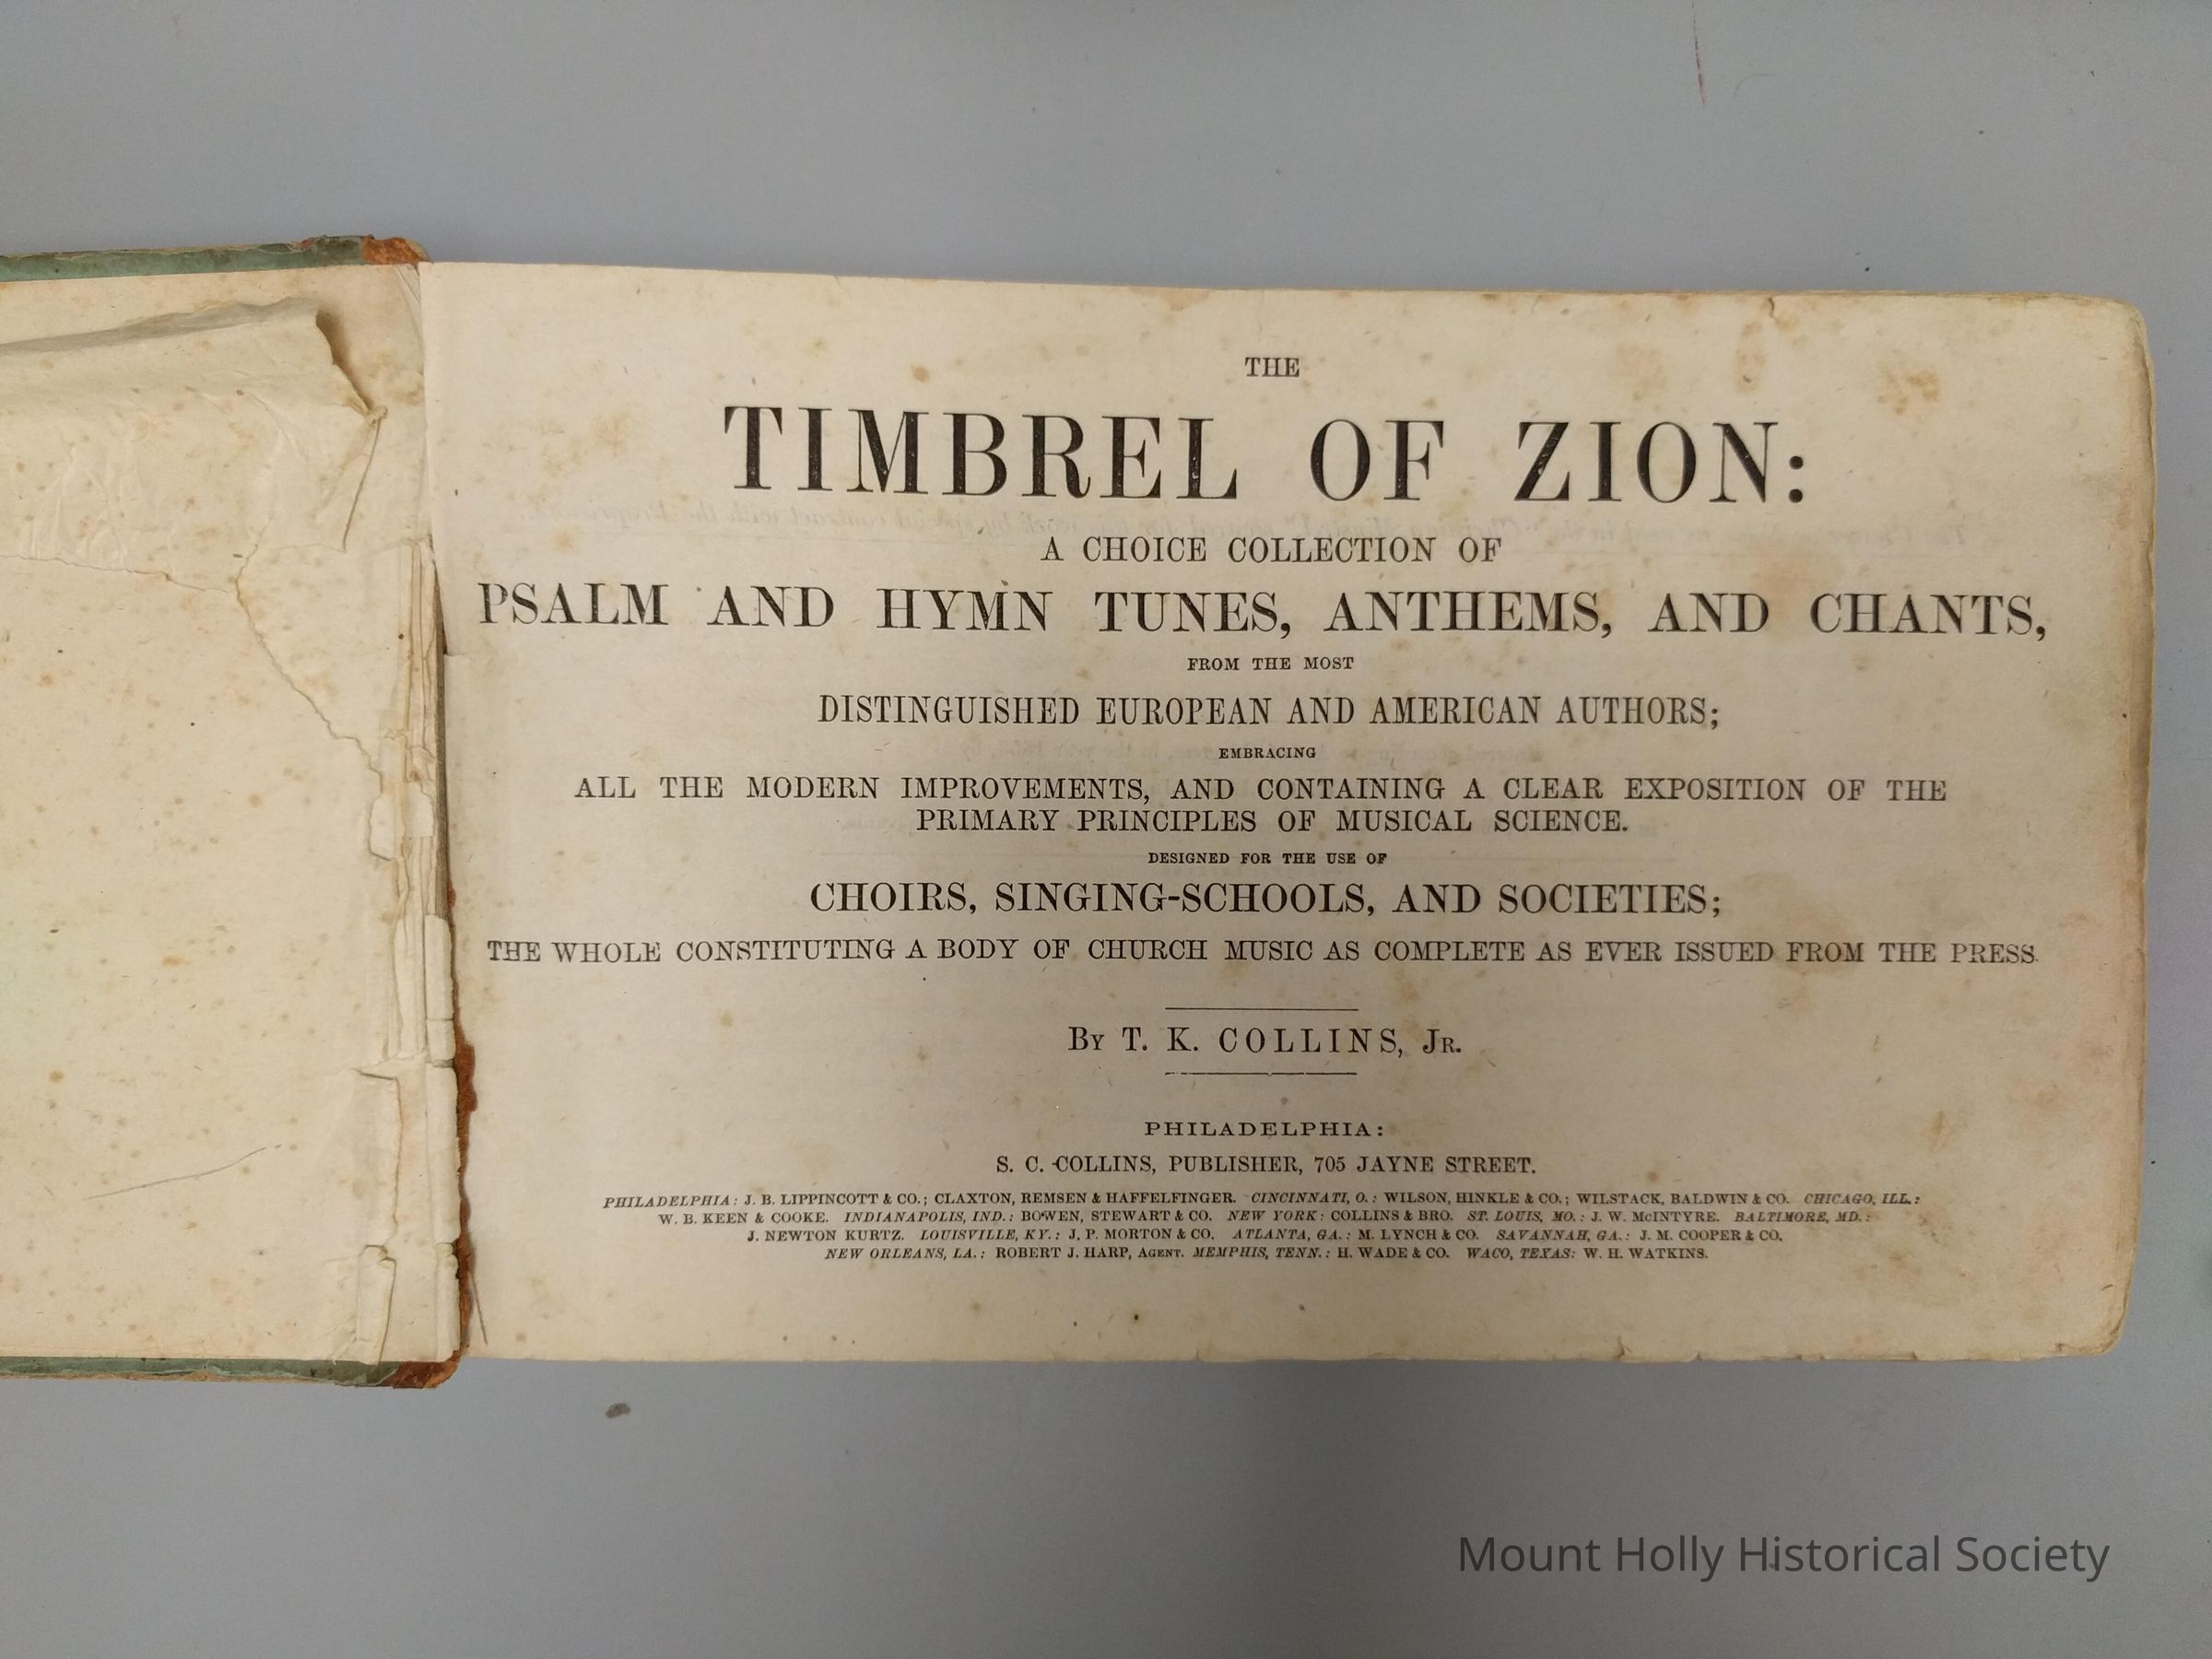 THE
TIMBREL OF ZION:
A CHOICE COLLECTION OF
PSALM AND HYMN TUNES, ANTHEMS, AND CHANTS,
FROM THE MOST
DISTINGUISHED EUROPEAN AND AMERICAN AUTHORS;
EMBRACING
ALL THE MODERN IMPROVEMENTS, AND CONTAINING A CLEAR EXPOSITION OF THE
PRIMARY PRINCIPLES OF MUSICAL SCIENCE.
DESIGNED FOR THE USE OF
CHOIRS, SINGING-SCHOOLS, AND SOCIETIES;
THE WHOLE CONSTITUTING A BODY OF CHURCH MUSIC AS COMPLETE AS EVER ISSUED FROM THE PRESS.
BY T. K. COLLINS, JR.
PHILADELPHIA:
S. C. COLLINS, PUBLISHER, 705 JAYNE STREET.
PHILADELPHIA: J. B. LIPPINCOTT & CO.; CLAXTON, REMSEN & HAFFELFINGER. CINCINNATI, O.: WILSON, HINKLE & CO.; WILSTACK, BALDWIN & CO. CHICAGO, ILL.:
W. B. KEEN & COOKE. INDIANAPOLIS, IND.: BOWEN, STEWART & CO. NEW YORK: COLLINS & BRO. ST. LOUIS, MO.: J. W. McINTYRE. BALTIMORE, MD.:
J. NEWTON KURTZ. LOUISVILLE, KY.: J. P. MORTON & CO. ATLANTA, GA.: M. LYNCH & CO. SAVANNAH, GA.: J. M. COOPER & CO.
NEW ORLEANS, LA.: ROBERT J. HARP, AGENT. MEMPHIS, TENN.: H. WADE & CO. WACO, TEXAS: W. H. WATKINS.
Mount Holly Historical Society